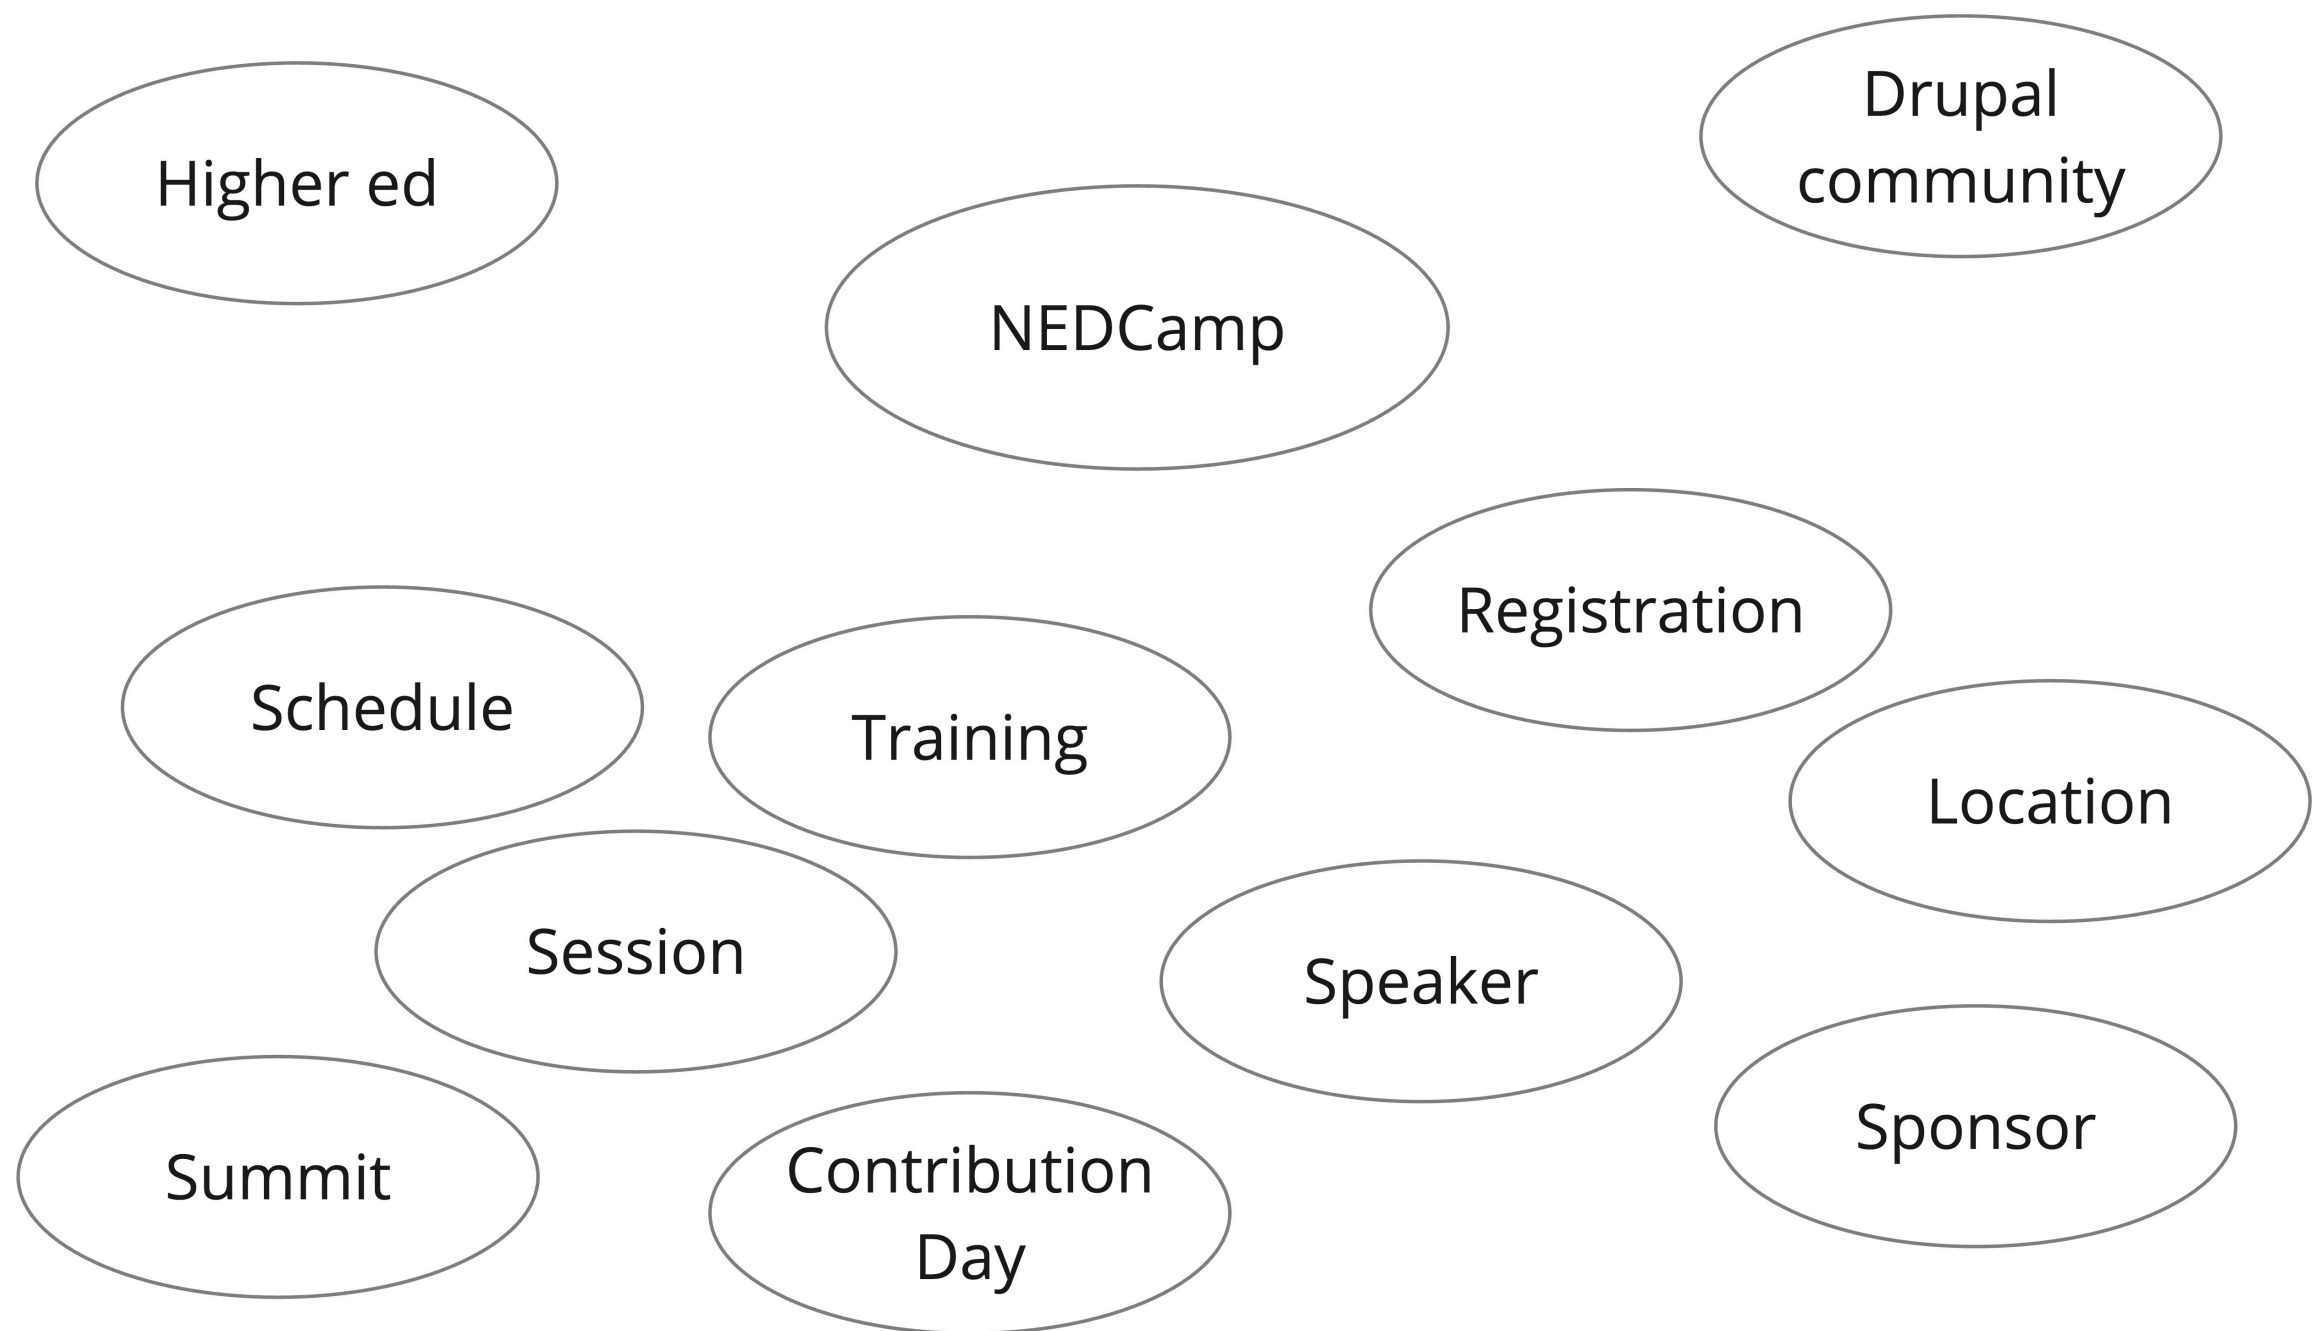 Higher ed
Drupal
community
NEDCamp
Registration
Schedule
Training
Location
Session
Speaker
Sponsor
Summit
Contribution
Day